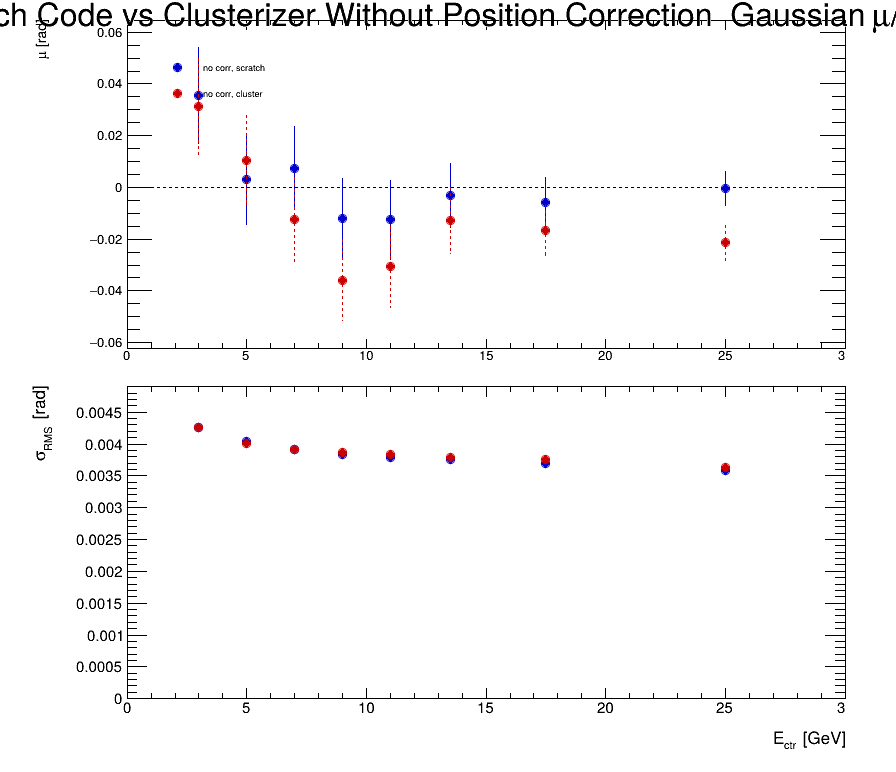 ch Code vs Clusterizer Without Position Correction Gaussian μ/
μ [rad]
0.06
0.04
0.02
0
−0.02
−0.04
−0.06
no corr, scratch
no corr, cluster
0 5 10 15 20 25 3
σRMS [rad]
0.0045
0.004
0.0035
0.003
0.0025
0.002
0.0015
0.001
0.0005
0
0 5 10 15 20 25 3
Ectr [GeV]